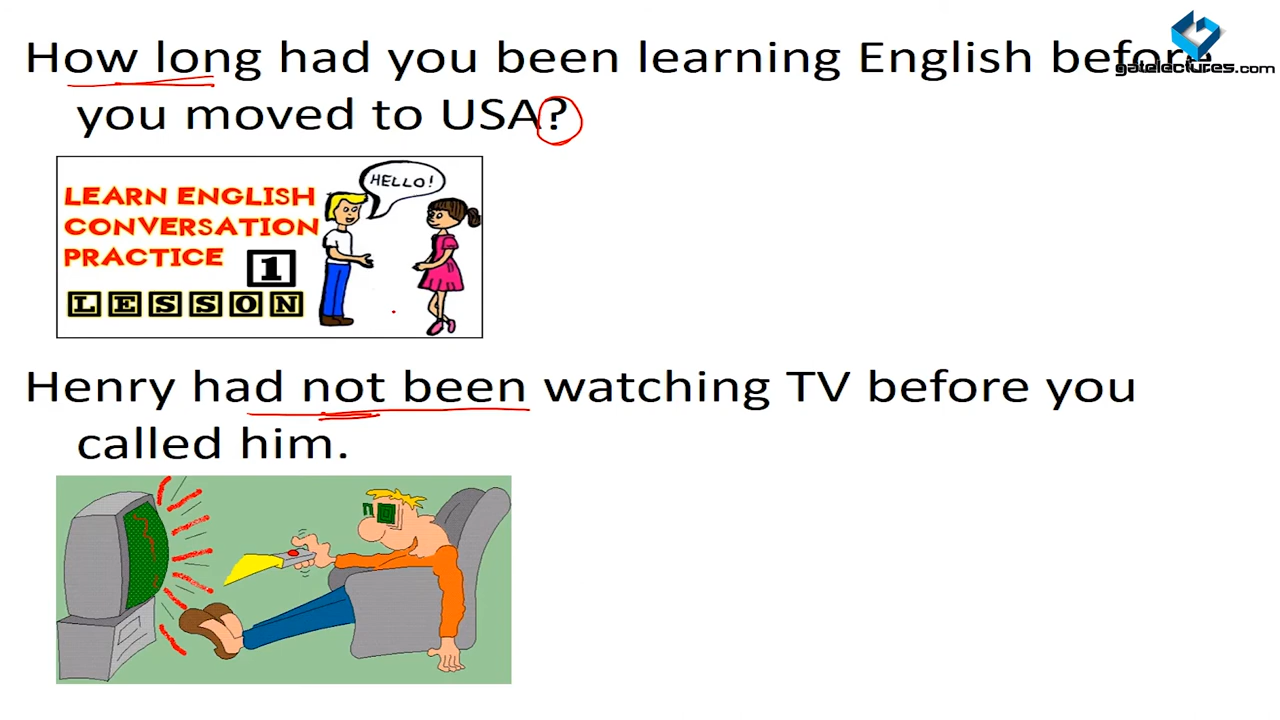 How long had you been learning English before
gatelectures.com
you moved to USA?
HELLO!
LEARN ENGLISH
CONVERSATION
PRACTICE 1
LESSON
Henry had not been watching TV before you
called him.